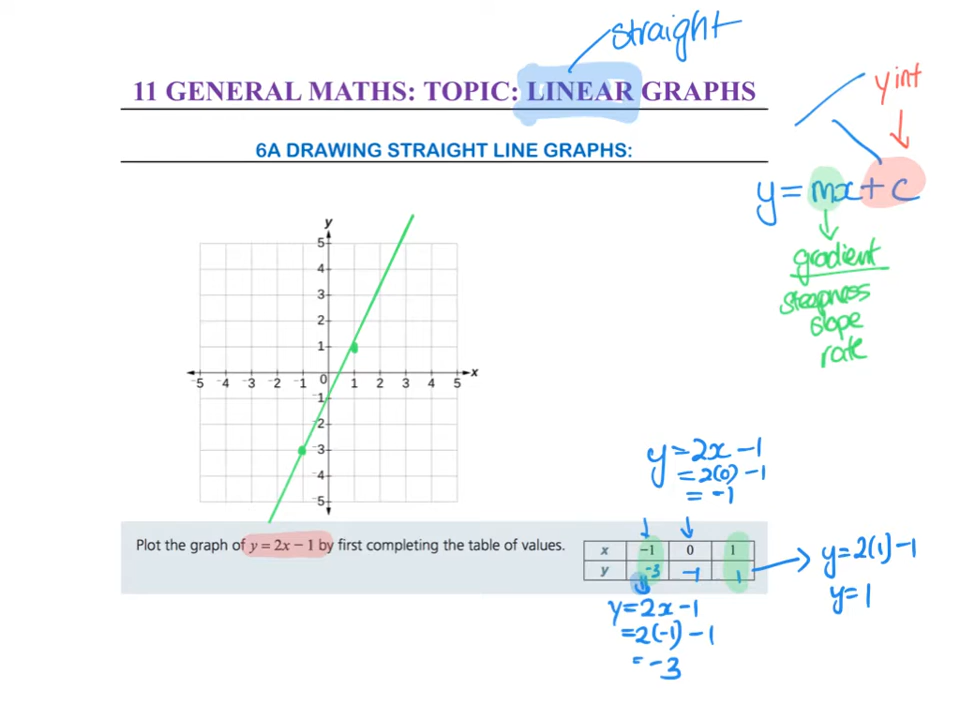 straight
11 GENERAL MATHS: TOPIC: LINEAR GRAPHS
y int
6A DRAWING STRAIGHT LINE GRAPHS:
y = mx + c
gradient
steepness
slope
rate
y
5
4
3
2
1
-5 -4 -3 -2 -1 0 1 2 3 4 5 x
-1
-2
-3
-4
-5
y = 2x - 1
= 2(0) - 1
= -1
Plot the graph of y = 2x − 1 by first completing the table of values.
x −1 0 1
y -3 -1 1
y = 2(1) - 1
y = 1
y = 2x - 1
= 2(-1) - 1
= -3